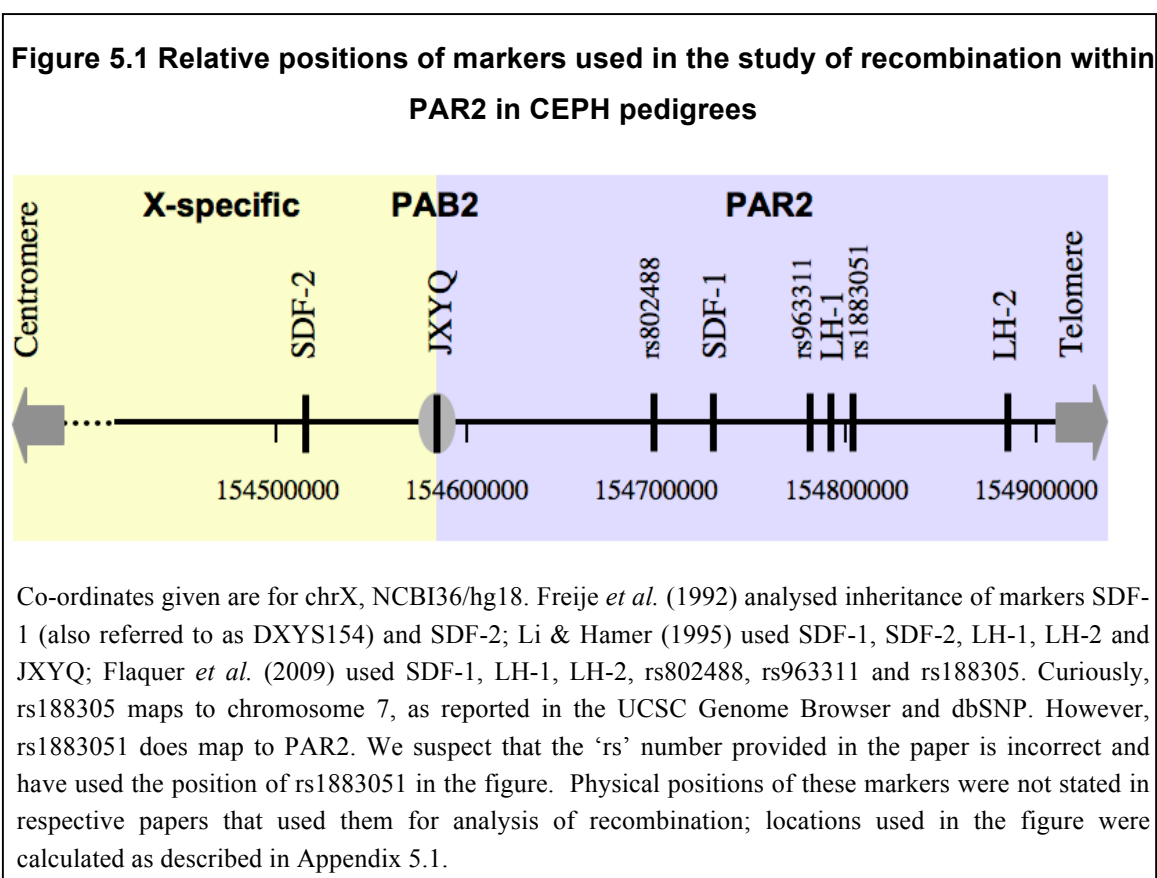 Figure 5.1 Relative positions of markers used in the study of recombination within
PAR2 in CEPH pedigrees
X-specific PAB2 PAR2
Centromere
SDF-2
JXYQ
rs802488
SDF-1
rs963311
LH-1
rs1883051
LH-2
Telomere
154500000 154600000 154700000 154800000 154900000
Co-ordinates given are for chrX, NCBI36/hg18. Freije et al. (1992) analysed inheritance of markers SDF-
1 (also referred to as DXYS154) and SDF-2; Li & Hamer (1995) used SDF-1, SDF-2, LH-1, LH-2 and
JXYQ; Flaquer et al. (2009) used SDF-1, LH-1, LH-2, rs802488, rs963311 and rs188305. Curiously,
rs188305 maps to chromosome 7, as reported in the UCSC Genome Browser and dbSNP. However,
rs1883051 does map to PAR2. We suspect that the ‘rs’ number provided in the paper is incorrect and
have used the position of rs1883051 in the figure. Physical positions of these markers were not stated in
respective papers that used them for analysis of recombination; locations used in the figure were
calculated as described in Appendix 5.1.